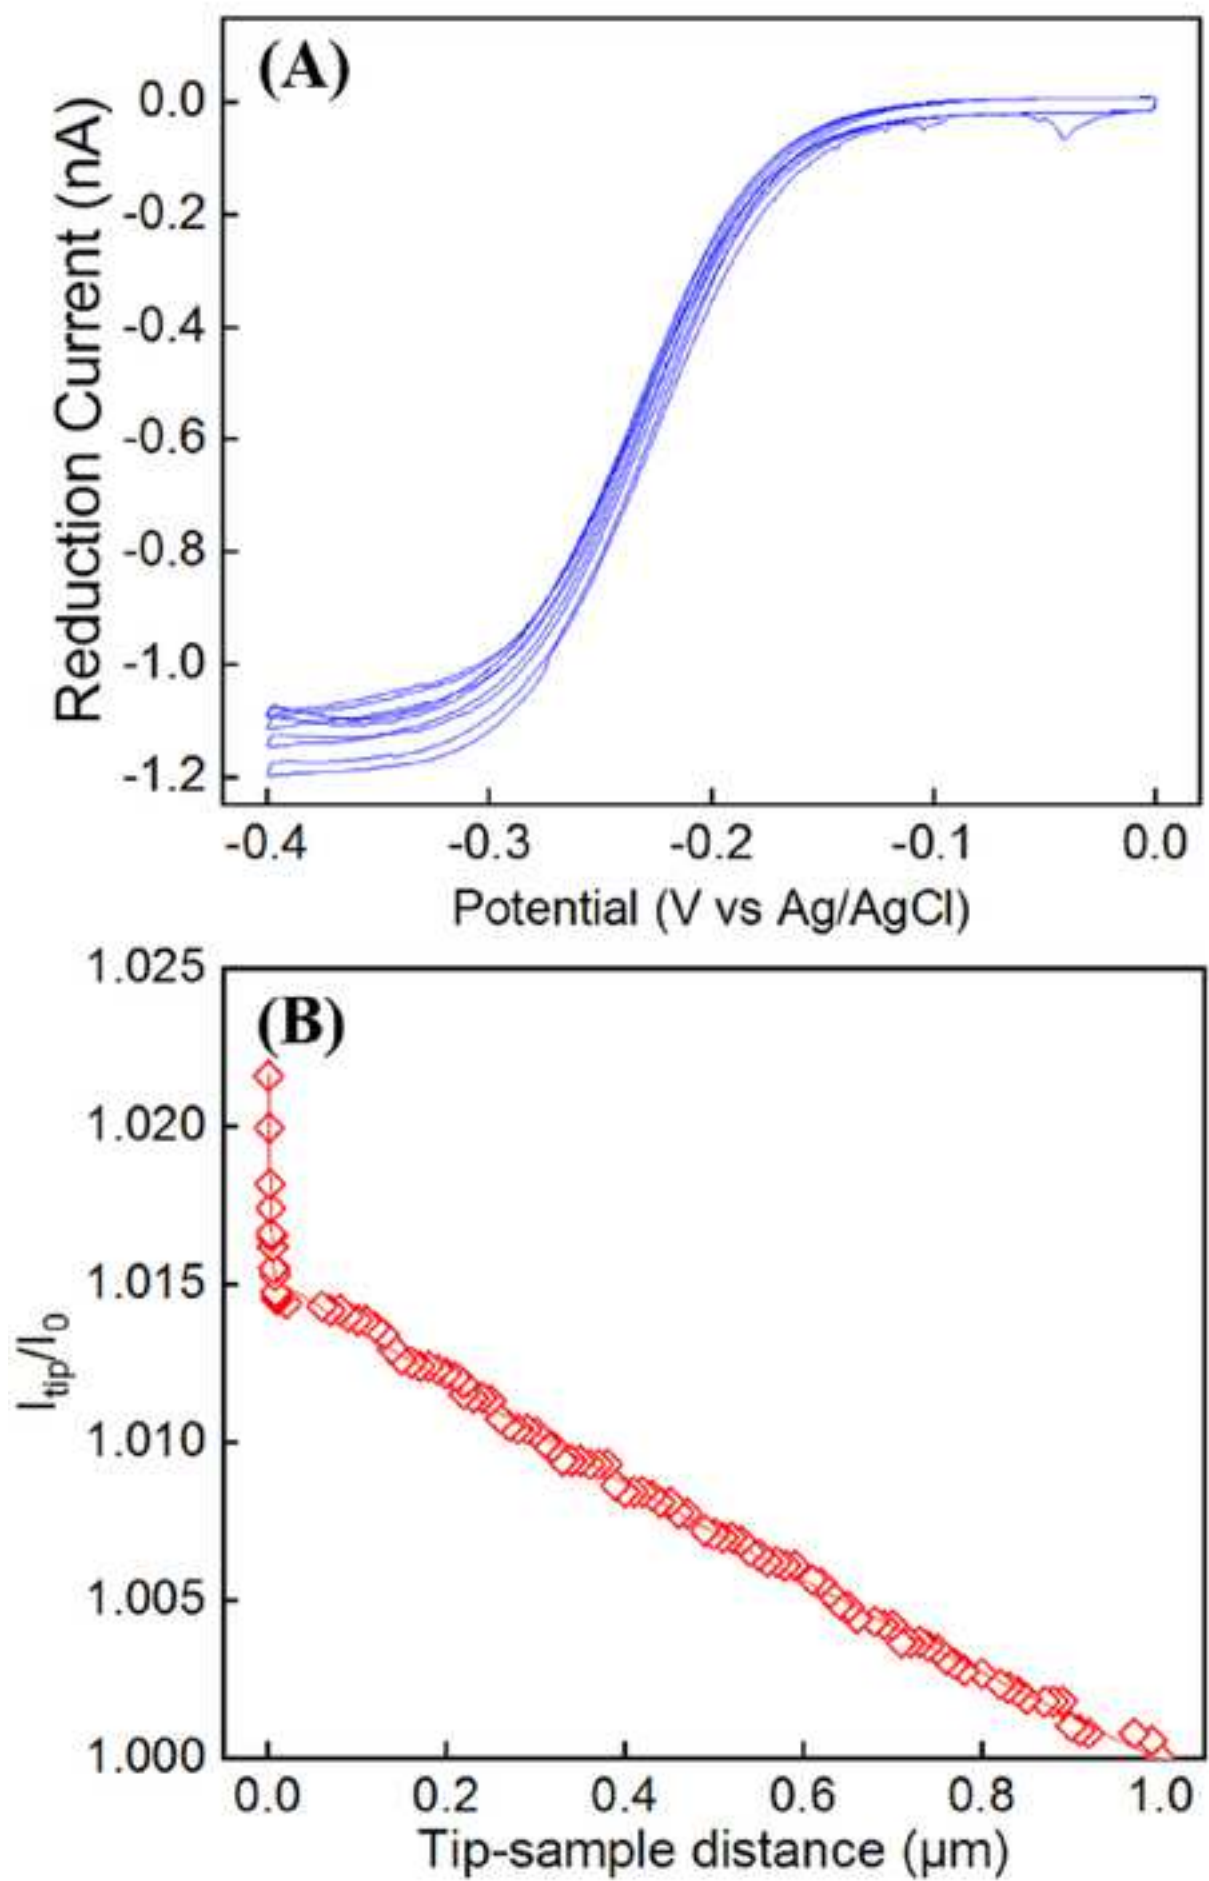 (A)
Reduction Current (nA)
0.0
-0.2
-0.4
-0.6
-0.8
-1.0
-1.2
-0.4 -0.3 -0.2 -0.1 0.0
Potential (V vs Ag/AgCl)
(B)
I_tip/I_0
1.025
1.020
1.015
1.010
1.005
1.000
0.0 0.2 0.4 0.6 0.8 1.0
Tip-sample distance (μm)